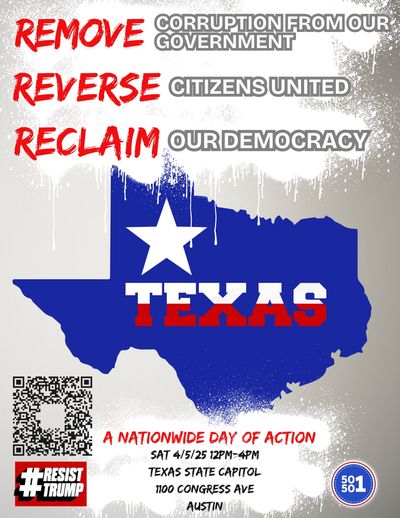 REMOVE CORRUPTION FROM OUR
GOVERNMENT
REVERSE CITIZENS UNITED
RECLAIM OUR DEMOCRACY
TEXAS
A NATIONWIDE DAY OF ACTION
SAT 4/5/25 12PM-4PM
TEXAS STATE CAPITOL
1100 CONGRESS AVE
AUSTIN
#RESIST
TRUMP
50
50
1